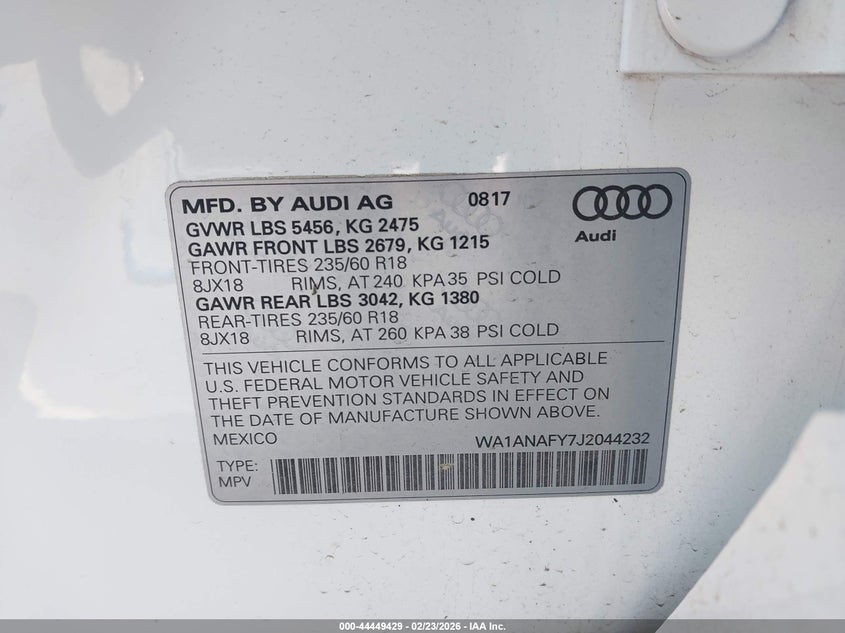 MFD. BY AUDI AG 0817
Audi
GVWR LBS 5456, KG 2475
GAWR FRONT LBS 2679, KG 1215
FRONT-TIRES 235/60 R18
8JX18 RIMS, AT 240 KPA 35 PSI COLD
GAWR REAR LBS 3042, KG 1380
REAR-TIRES 235/60 R18
8JX18 RIMS, AT 260 KPA 38 PSI COLD
THIS VEHICLE CONFORMS TO ALL APPLICABLE
U.S. FEDERAL MOTOR VEHICLE SAFETY AND
THEFT PREVENTION STANDARDS IN EFFECT ON
THE DATE OF MANUFACTURE SHOWN ABOVE.
MEXICO WA1ANAFY7J2044232
TYPE:
MPV
000-44449429 - 02/23/2026 - IAA Inc.